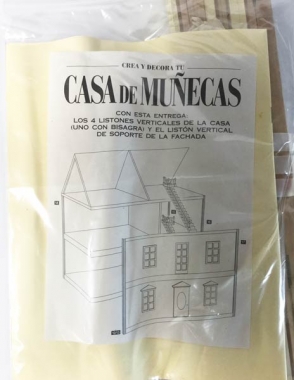 CREA Y DECORA TU
CASA DE MUÑECAS
CON ESTA ENTREGA:
LOS 4 LISTONES VERTICALES DE LA CASA
(UNO CON BISAGRA) Y EL LISTÓN VERTICAL
DE SOPORTE DE LA FACHADA